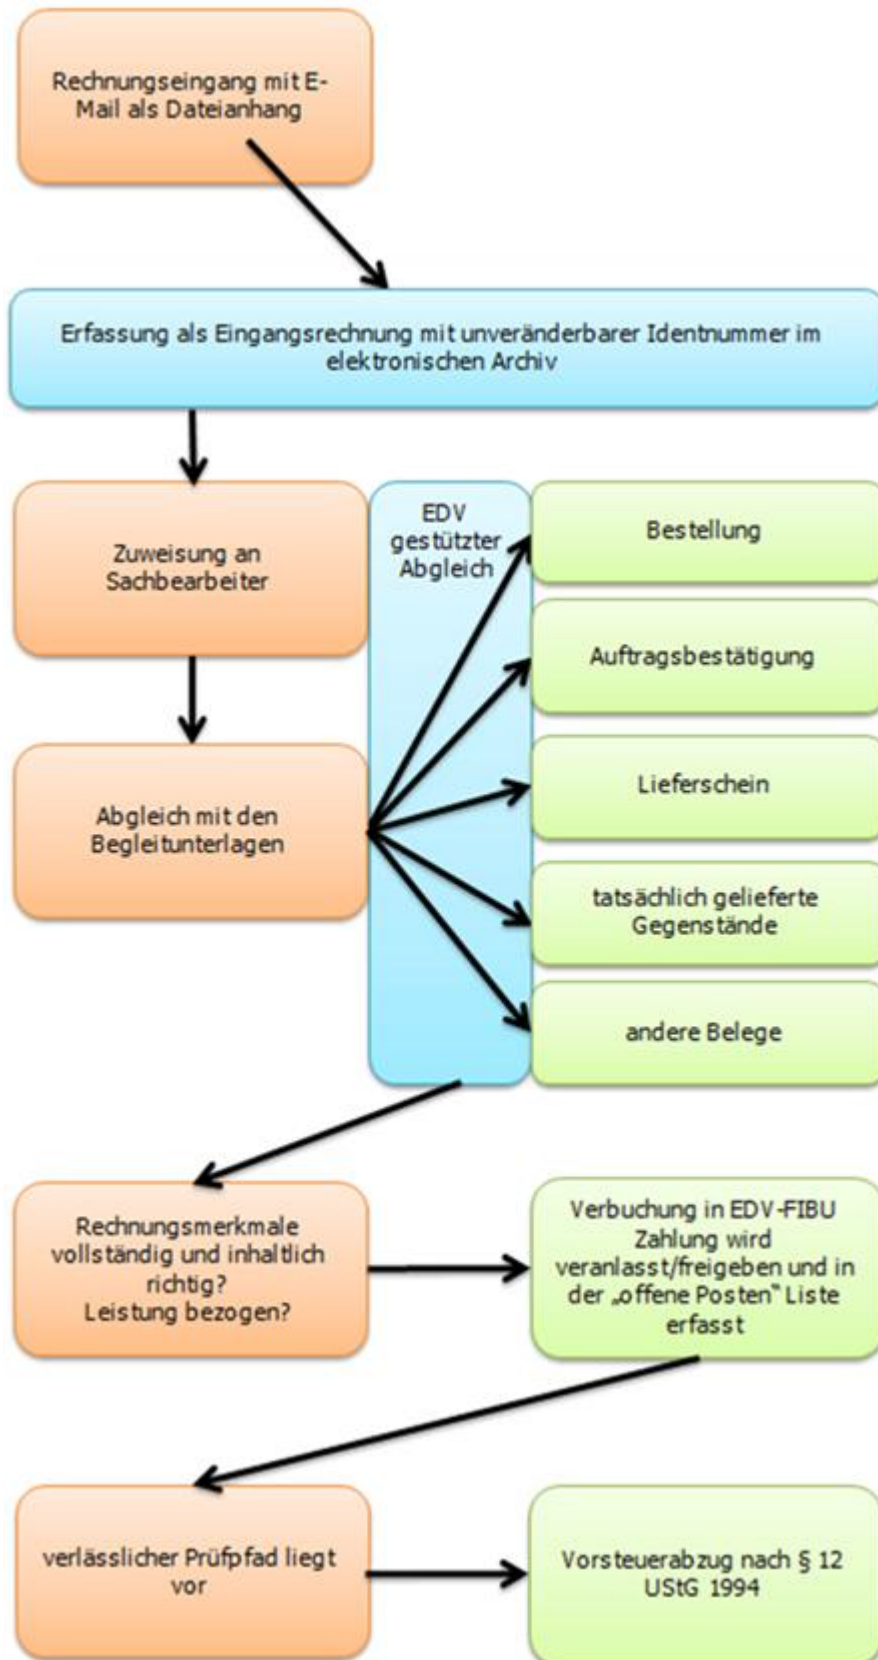 Rechnungseingang mit E-
Mail als Dateianhang
Erfassung als Eingangsrechnung mit unveränderbarer Identnummer im
elektronischen Archiv
Zuweisung an
Sachbearbeiter
EDV
gestützter
Abgleich
Bestellung
Auftragsbestätigung
Abgleich mit den
Begleitunterlagen
Lieferschein
tatsächlich gelieferte
Gegenstände
andere Belege
Rechnungsmerkmale
vollständig und inhaltlich
richtig?
Leistung bezogen?
Verbuchung in EDV-FIBU
Zahlung wird
veranlasst/freigeben und in
der „offene Posten“ Liste
erfasst
verlässlicher Prüfpfad liegt
vor
Vorsteuerabzug nach § 12
UStG 1994